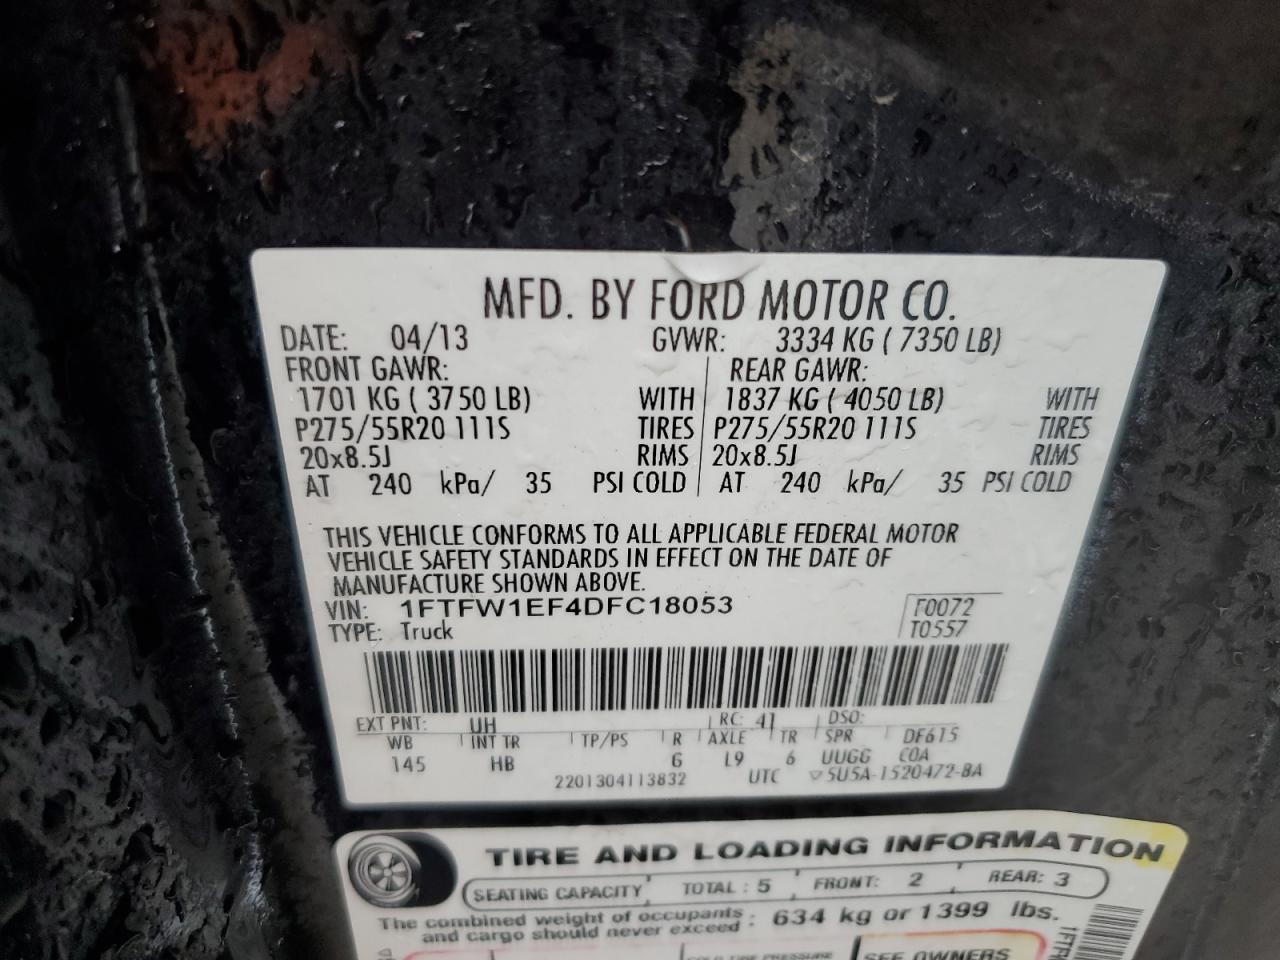 MFD. BY FORD MOTOR CO.
DATE: 04/13 GVWR: 3334 KG ( 7350 LB)
FRONT GAWR: REAR GAWR:
1701 KG ( 3750 LB) WITH 1837 KG ( 4050 LB) WITH
P275/55R20 111S TIRES P275/55R20 111S TIRES
20x8.5J RIMS 20x8.5J RIMS
AT 240 kPa/ 35 PSI COLD AT 240 kPa/ 35 PSI COLD
THIS VEHICLE CONFORMS TO ALL APPLICABLE FEDERAL MOTOR
VEHICLE SAFETY STANDARDS IN EFFECT ON THE DATE OF
MANUFACTURE SHOWN ABOVE.
VIN: 1FTFW1EF4DFC18053 F0072
TYPE: Truck T0557
EXT PNT: UH RC: 41 DSO:
WB INT TR TP/PS R AXLE TR SPR DF615
145 HB G L9 6 UUGG COA
2201304113832 UTC ▽5U5A-1520472-BA
TIRE AND LOADING INFORMATION
SEATING CAPACITY TOTAL : 5 FRONT: 2 REAR: 3
The combined weight of occupants : 634 kg or 1399 lbs.
and cargo should never exceed :
SEE OWNERS